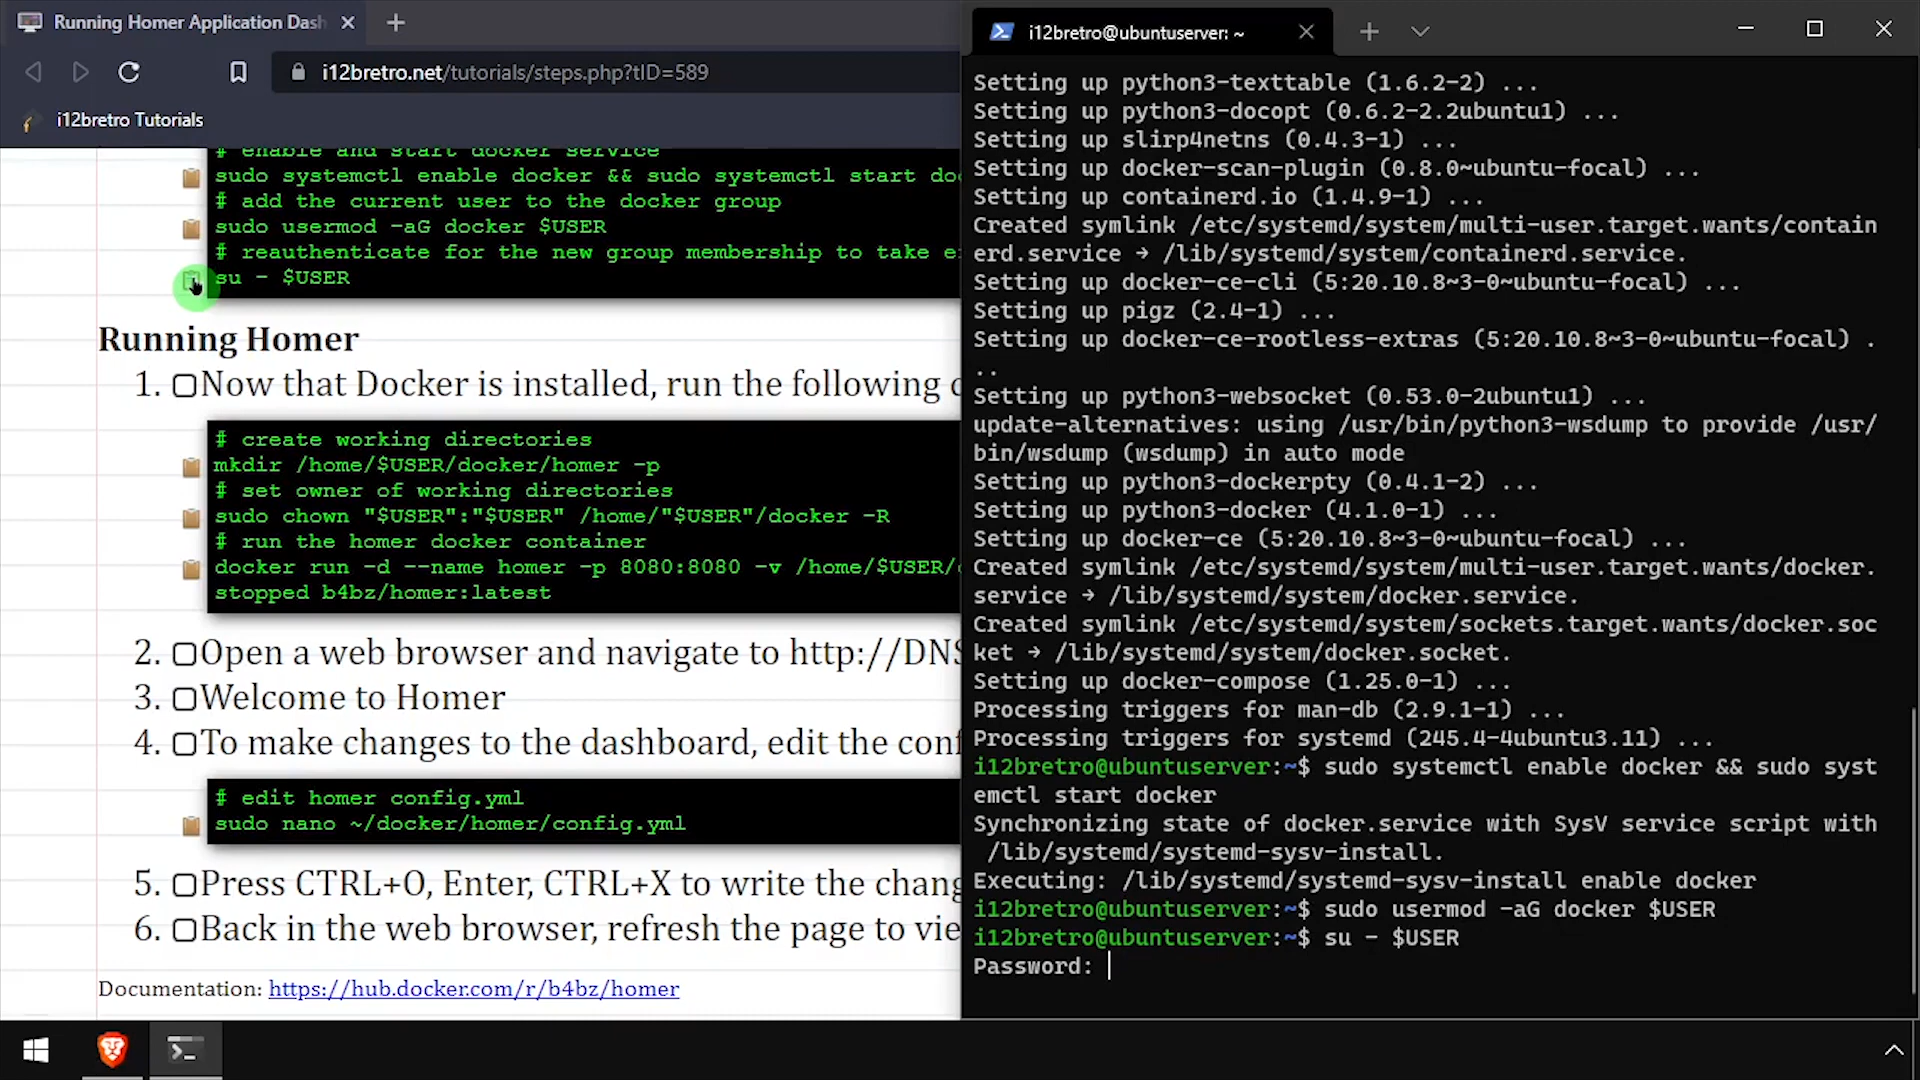 Running Homer Application Dash
i12bretro.net/tutorials/steps.php?tID=589
i12bretro Tutorials
# enable and start docker service
sudo systemctl enable docker && sudo systemctl start doc
# add the current user to the docker group
sudo usermod -aG docker $USER
# reauthenticate for the new group membership to take e
su - $USER
Running Homer
1. Now that Docker is installed, run the following c
# create working directories
mkdir /home/$USER/docker/homer -p
# set owner of working directories
sudo chown "$USER":"$USER" /home/"$USER"/docker -R
# run the homer docker container
docker run -d --name homer -p 8080:8080 -v /home/$USER/
stopped b4bz/homer:latest
2. Open a web browser and navigate to http://DNS
3. Welcome to Homer
4. To make changes to the dashboard, edit the conf
# edit homer config.yml
sudo nano ~/docker/homer/config.yml
5. Press CTRL+O, Enter, CTRL+X to write the chang
6. Back in the web browser, refresh the page to vie
Documentation: https://hub.docker.com/r/b4bz/homer
i12bretro@ubuntuserver: ~
Setting up python3-texttable (1.6.2-2) ...
Setting up python3-docopt (0.6.2-2.2ubuntu1) ...
Setting up slirp4netns (0.4.3-1) ...
Setting up docker-scan-plugin (0.8.0~ubuntu-focal) ...
Setting up containerd.io (1.4.9-1) ...
Created symlink /etc/systemd/system/multi-user.target.wants/contain
erd.service → /lib/systemd/system/containerd.service.
Setting up docker-ce-cli (5:20.10.8~3-0~ubuntu-focal) ...
Setting up pigz (2.4-1) ...
Setting up docker-ce-rootless-extras (5:20.10.8~3-0~ubuntu-focal) .
..
Setting up python3-websocket (0.53.0-2ubuntu1) ...
update-alternatives: using /usr/bin/python3-wsdump to provide /usr/
bin/wsdump (wsdump) in auto mode
Setting up python3-dockerpty (0.4.1-2) ...
Setting up python3-docker (4.1.0-1) ...
Setting up docker-ce (5:20.10.8~3-0~ubuntu-focal) ...
Created symlink /etc/systemd/system/multi-user.target.wants/docker.
service → /lib/systemd/system/docker.service.
Created symlink /etc/systemd/system/sockets.target.wants/docker.soc
ket → /lib/systemd/system/docker.socket.
Setting up docker-compose (1.25.0-1) ...
Processing triggers for man-db (2.9.1-1) ...
Processing triggers for systemd (245.4-4ubuntu3.11) ...
i12bretro@ubuntuserver:~$ sudo systemctl enable docker && sudo syst
emctl start docker
Synchronizing state of docker.service with SysV service script with
/lib/systemd/systemd-sysv-install.
Executing: /lib/systemd/systemd-sysv-install enable docker
i12bretro@ubuntuserver:~$ sudo usermod -aG docker $USER
i12bretro@ubuntuserver:~$ su - $USER
Password: